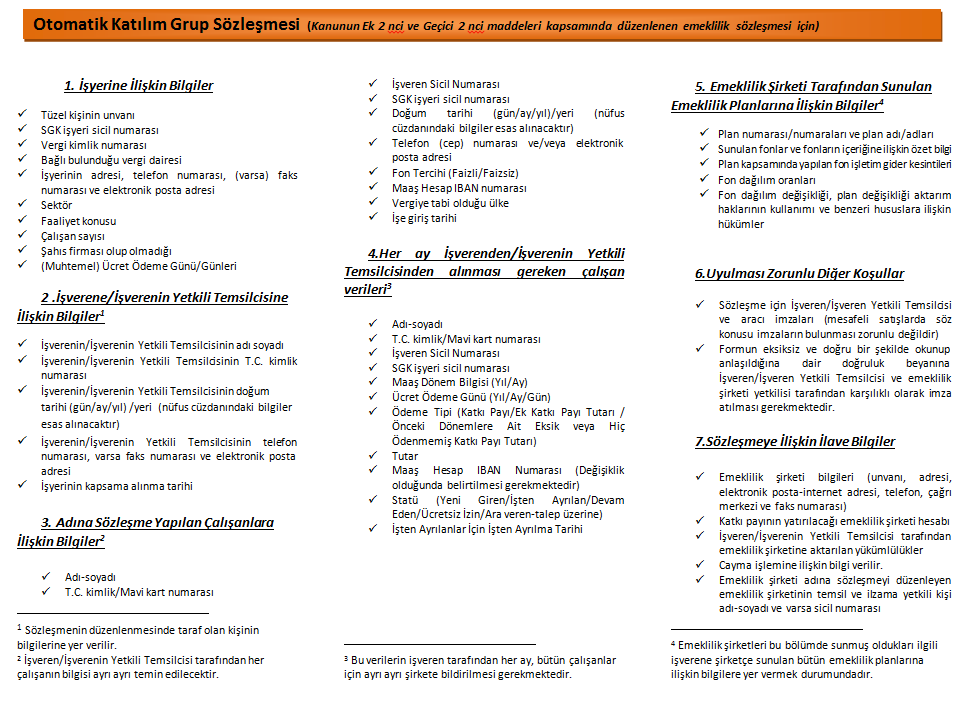 Otomatik Katılım Grup Sözleşmesi (Kanunun Ek 2 nci ve Geçici 2 nci maddeleri kapsamında düzenlenen emeklilik sözleşmesi için)
1. İşyerine İlişkin Bilgiler
✓ Tüzel kişinin unvanı
✓ SGK işyeri sicil numarası
✓ Vergi kimlik numarası
✓ Bağlı bulunduğu vergi dairesi
✓ İşyerinin adresi, telefon numarası, (varsa) faks
numarası ve elektronik posta adresi
✓ Sektör
✓ Faaliyet konusu
✓ Çalışan sayısı
✓ Şahıs firması olup olmadığı
✓ (Muhtemel) Ücret Ödeme Günü/Günleri
2 .İşverene/İşverenin Yetkili Temsilcisine
İlişkin Bilgiler1
✓ İşverenin/İşverenin Yetkili Temsilcisinin adı soyadı
✓ İşverenin/İşverenin Yetkili Temsilcisinin T.C. kimlik
numarası
✓ İşverenin/İşverenin Yetkili Temsilcisinin doğum
tarihi (gün/ay/yıl) /yeri (nüfus cüzdanındaki bilgiler
esas alınacaktır)
✓ İşverenin/İşverenin Yetkili Temsilcisinin telefon
numarası, varsa faks numarası ve elektronik posta
adresi
✓ İşyerinin kapsama alınma tarihi
3. Adına Sözleşme Yapılan Çalışanlara
İlişkin Bilgiler2
✓ Adı-soyadı
✓ T.C. kimlik/Mavi kart numarası
1 Sözleşmenin düzenlenmesinde taraf olan kişinin
bilgilerine yer verilir.
2 İşveren/İşverenin Yetkili Temsilcisi tarafından her
çalışanın bilgisi ayrı ayrı temin edilecektir.
✓ İşveren Sicil Numarası
✓ SGK işyeri sicil numarası
✓ Doğum tarihi (gün/ay/yıl)/yeri (nüfus
cüzdanındaki bilgiler esas alınacaktır)
✓ Telefon (cep) numarası ve/veya elektronik
posta adresi
✓ Fon Tercihi (Faizli/Faizsiz)
✓ Maaş Hesap IBAN numarası
✓ Vergiye tabi olduğu ülke
✓ İşe giriş tarihi
4.Her ay İşverenden/İşverenin Yetkili
Temsilcisinden alınması gereken çalışan
verileri3
✓ Adı-soyadı
✓ T.C. kimlik/Mavi kart numarası
✓ İşveren Sicil Numarası
✓ SGK işyeri sicil numarası
✓ Maaş Dönem Bilgisi (Yıl/Ay)
✓ Ücret Ödeme Günü (Yıl/Ay/Gün)
✓ Ödeme Tipi (Katkı Payı/Ek Katkı Payı Tutarı /
Önceki Dönemlere Ait Eksik veya Hiç
Ödenmemiş Katkı Payı Tutarı)
✓ Tutar
✓ Maaş Hesap IBAN Numarası (Değişiklik
olduğunda belirtilmesi gerekmektedir)
✓ Statü (Yeni Giren/İşten Ayrılan/Devam
Eden/Ücretsiz İzin/Ara veren-talep üzerine)
✓ İşten Ayrılanlar İçin İşten Ayrılma Tarihi
3 Bu verilerin işveren tarafından her ay, bütün çalışanlar
için ayrı ayrı şirkete bildirilmesi gerekmektedir.
5. Emeklilik Şirketi Tarafından Sunulan
Emeklilik Planlarına İlişkin Bilgiler4
✓ Plan numarası/numaraları ve plan adı/adları
✓ Sunulan fonlar ve fonların içeriğine ilişkin özet bilgi
✓ Plan kapsamında yapılan fon işletim gider kesintileri
✓ Fon dağılım oranları
✓ Fon dağılım değişikliği, plan değişikliği aktarım
haklarının kullanımı ve benzeri hususlara ilişkin
hükümler
6.Uyulması Zorunlu Diğer Koşullar
✓ Sözleşme için İşveren/İşveren Yetkili Temsilcisi
ve aracı imzaları (mesafeli satışlarda söz
konusu imzaların bulunması zorunlu değildir)
✓ Formun eksiksiz ve doğru bir şekilde okunup
anlaşıldığına dair doğruluk beyanına
İşveren/İşveren Yetkili Temsilcisi ve emeklilik
şirketi yetkilisi tarafından karşılıklı olarak imza
atılması gerekmektedir.
7.Sözleşmeye İlişkin İlave Bilgiler
✓ Emeklilik şirketi bilgileri (unvanı, adresi,
elektronik posta-internet adresi, telefon, çağrı
merkezi ve faks numarası)
✓ Katkı payının yatırılacağı emeklilik şirketi hesabı
✓ İşveren/İşverenin Yetkili Temsilcisi tarafından
emeklilik şirketine aktarılan yükümlülükler
✓ Cayma işlemine ilişkin bilgi verilir.
✓ Emeklilik şirketi adına sözleşmeyi düzenleyen
emeklilik şirketinin temsil ve ilzama yetkili kişi
adı-soyadı ve varsa sicil numarası
4 Emeklilik şirketleri bu bölümde sunmuş oldukları ilgili
işverene şirketçe sunulan bütün emeklilik planlarına
ilişkin bilgilere yer vermek durumundadır.